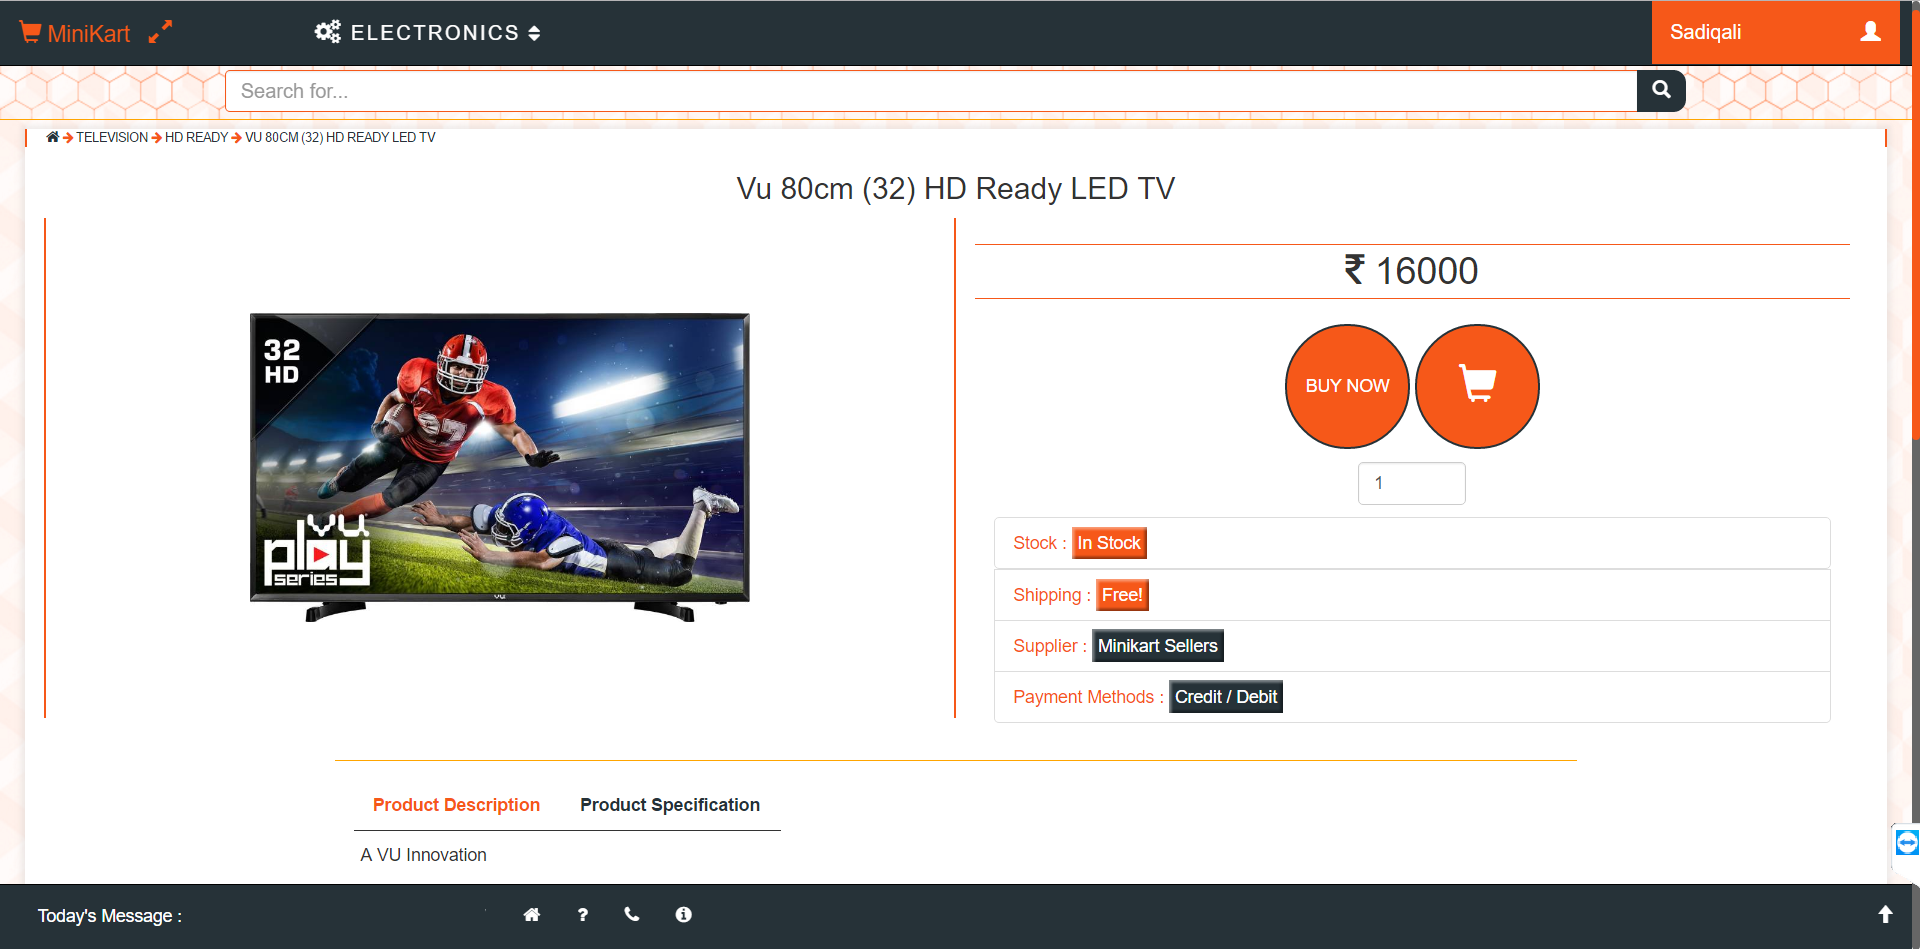 MiniKart
ELECTRONICS
Sadiqali
Search for...
TELEVISION HD READY VU 80CM (32) HD READY LED TV
Vu 80cm (32) HD Ready LED TV
₹ 16000
32
HD
97
BUY NOW
1
vu
play
series
vu
Stock : In Stock
Shipping : Free!
Supplier : Minikart Sellers
Payment Methods : Credit / Debit
Product Description Product Specification
A VU Innovation
Today's Message :